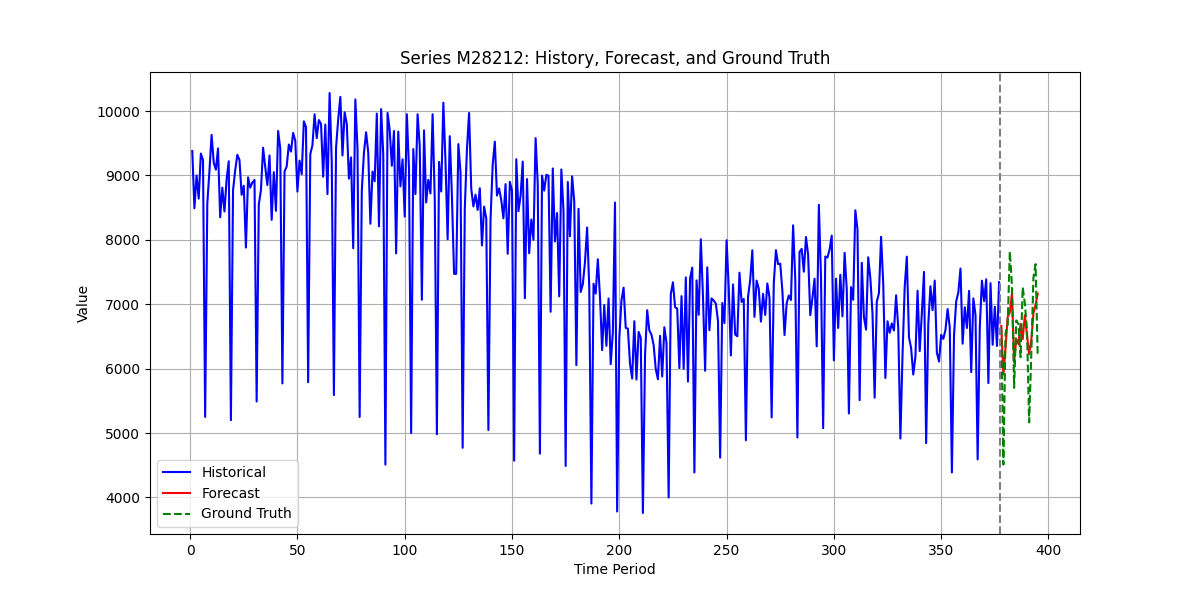 Series M28212: History, Forecast, and Ground Truth
10000
9000
8000
7000
6000
5000
4000
Value
Historical
Forecast
Ground Truth
0 50 100 150 200 250 300 350 400
Time Period